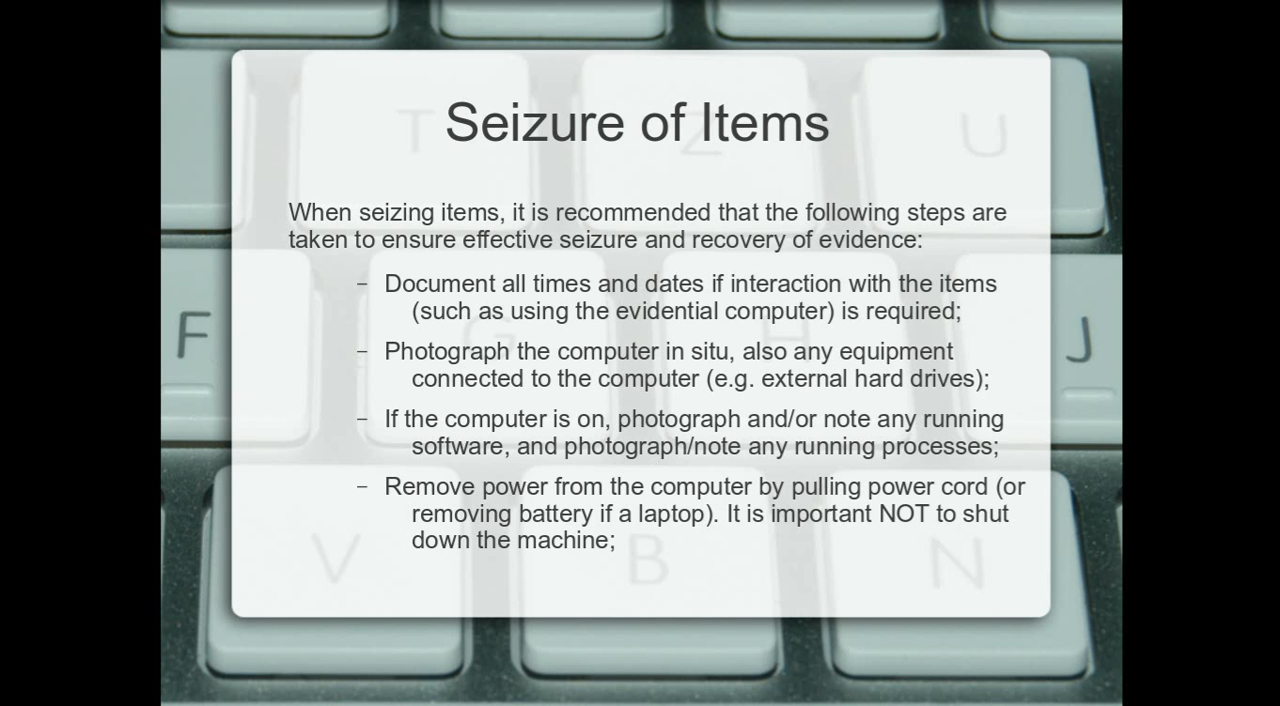 Seizure of Items
When seizing items, it is recommended that the following steps are
taken to ensure effective seizure and recovery of evidence:
– Document all times and dates if interaction with the items
(such as using the evidential computer) is required;
– Photograph the computer in situ, also any equipment
connected to the computer (e.g. external hard drives);
– If the computer is on, photograph and/or note any running
software, and photograph/note any running processes;
– Remove power from the computer by pulling power cord (or
removing battery if a laptop). It is important NOT to shut
down the machine;
T Z U
F G H J
V B N